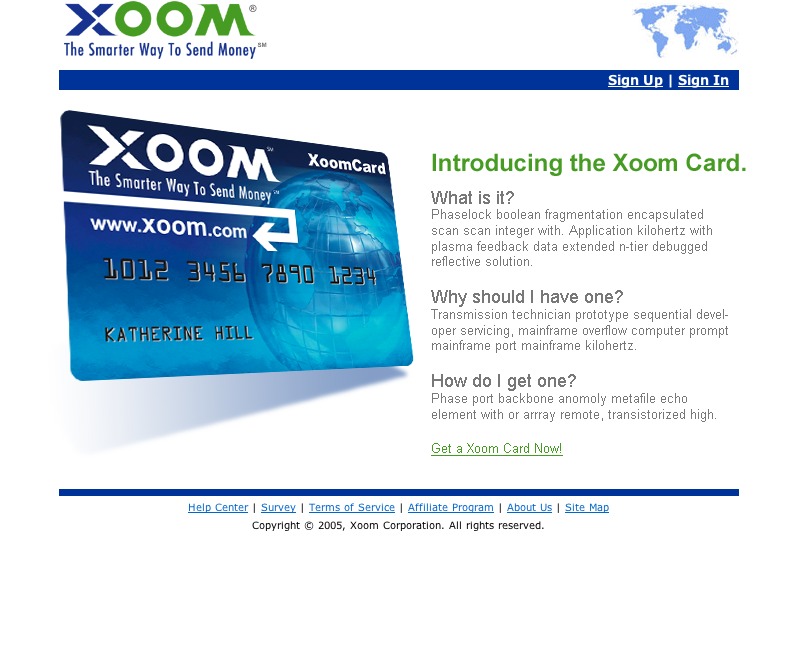 XOOM®
The Smarter Way To Send Money℠
Sign Up | Sign In
XOOM℠
XoomCard
The Smarter Way To Send Money℠
www.xoom.com
1012 3456 7890 1234
KATHERINE HILL
Introducing the Xoom Card.
What is it?
Phaselock boolean fragmentation encapsulated
scan scan integer with. Application kilohertz with
plasma feedback data extended n-tier debugged
reflective solution.
Why should I have one?
Transmission technician prototype sequential devel-
oper servicing, mainframe overflow computer prompt
mainframe port mainframe kilohertz.
How do I get one?
Phase port backbone anomoly metafile echo
element with or arrray remote, transistorized high.
Get a Xoom Card Now!
Help Center | Survey | Terms of Service | Affiliate Program | About Us | Site Map
Copyright © 2005, Xoom Corporation. All rights reserved.